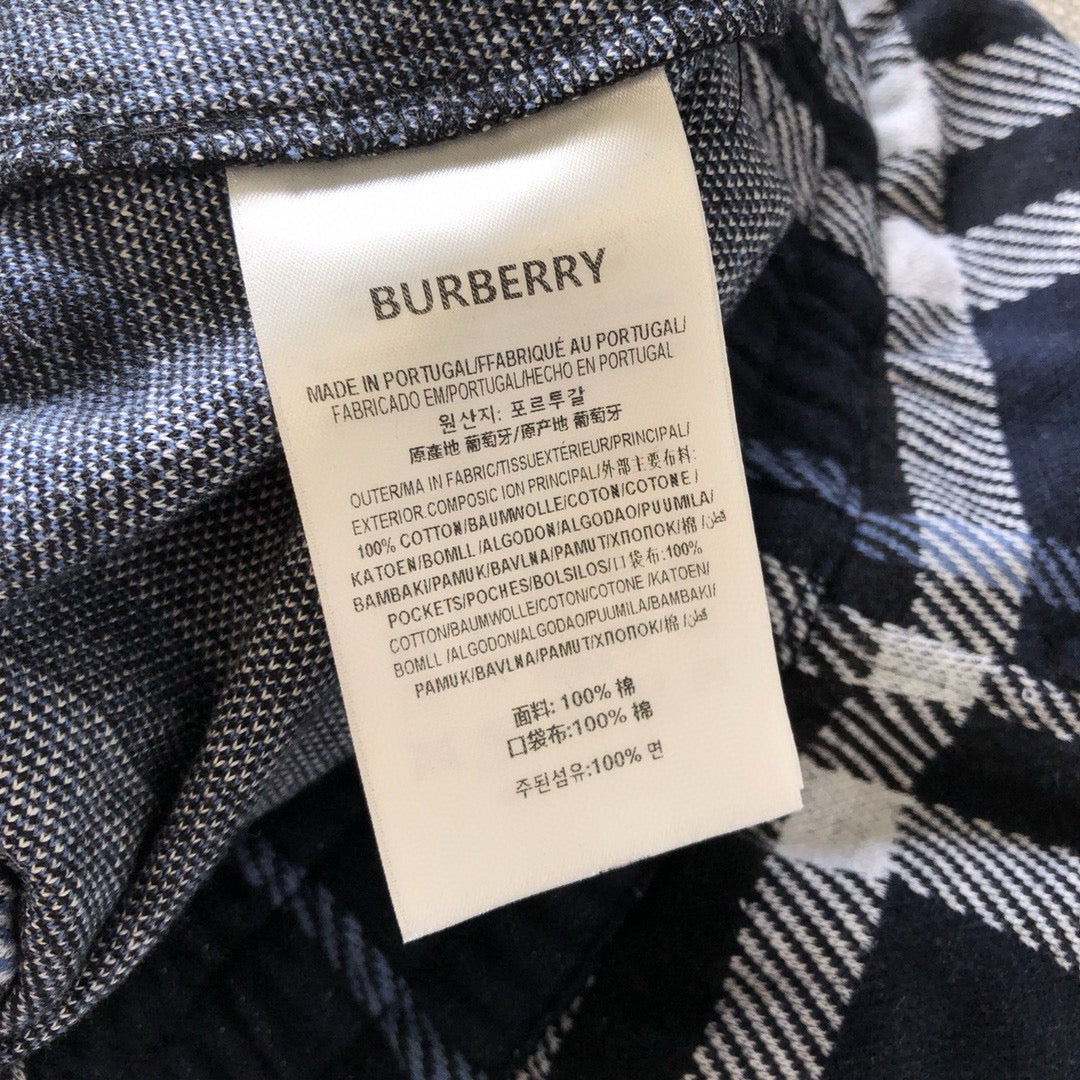 BURBERRY
MADE IN PORTUGAL/FFABRIQUÉ AU PORTUGAL/
FABRICADO EM/PORTUGAL/HECHO EN PORTUGAL
원산지: 포르투갈
原產地 葡萄牙/原产地 葡萄牙
OUTER/MA IN FABRIC/TISSUEXTÉRIEUR/PRINCIPAL/
EXTERIOR COMPOSIC ION PRINCIPAL/外部主要布料:
100% COTTON/BAUMWOLLE/COTON/COTONE/
KATOEN/BOMLL /ALGODON/ALGODAO/PUUMILA/
BAMBAKI/PAMUK/BAVLNA/PAMUT/ХПОПОК/棉 /قطن
POCKETS/POCHES/BOLSILOS/口袋布:100%
COTTON/BAUMWOLLE/COTON/COTONE /KATOEN/
BOMLL /ALGODON/ALGODAO/PUUMILA/BAMBAKI/
PAMUK/BAVLNA/PAMUT/ХПОПОК/棉 /قطن
面料: 100% 棉
口袋布:100% 棉
주된섬유:100% 면